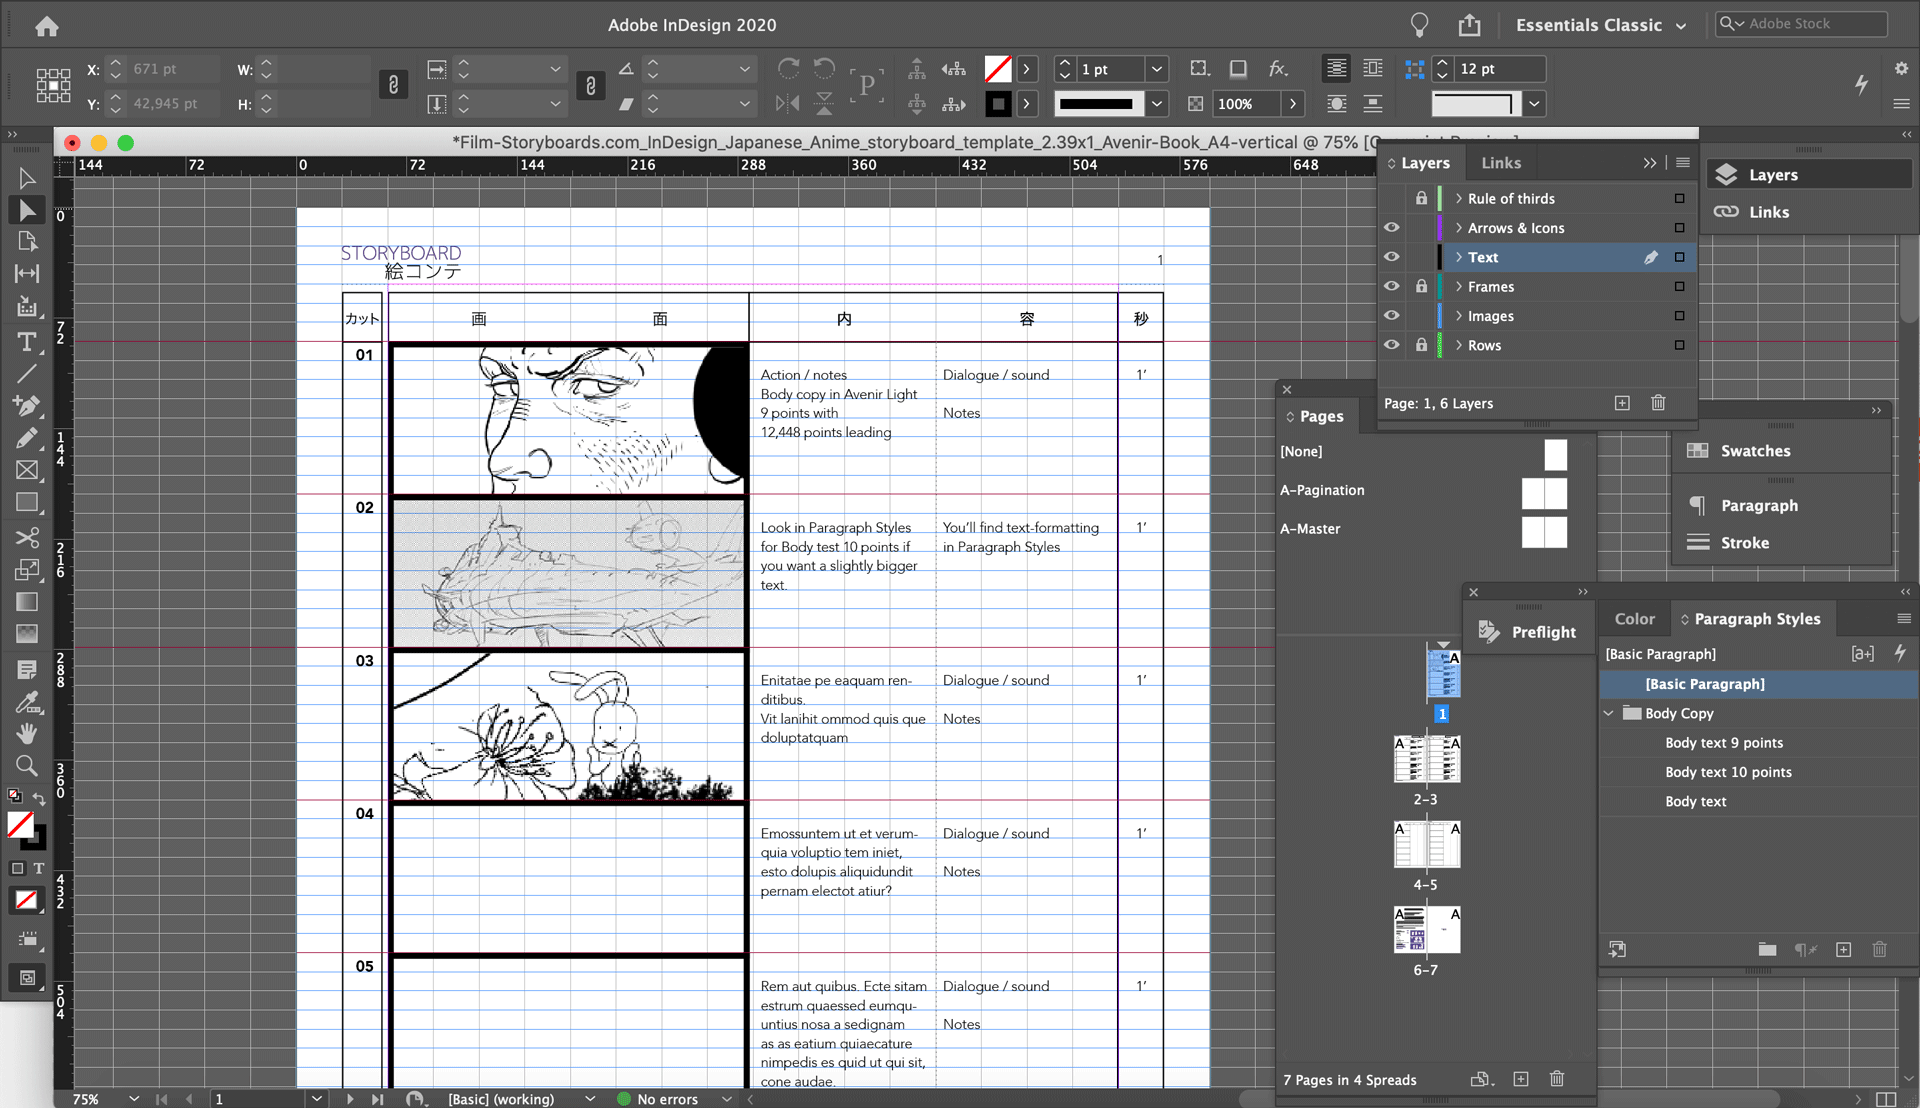 Adobe InDesign 2020
Essentials Classic
Adobe Stock
X: 671 pt
W:
1 pt
12 pt
Y: 42,945 pt
H:
100%
*Film-Storyboards.com_InDesign_Japanese_Anime_storyboard_template_2.39x1_Avenir-Book_A4-vertical @ 75%
144 72 0 72 144 216 288 360 432 504 576 648
0
72
144
216
288
360
432
504
STORYBOARD
絵コンテ
1
カット
画 面
内 容
秒
01
Action / notes
Body copy in Avenir Light
9 points with
12,448 points leading
Dialogue / sound
Notes
1’
02
Look in Paragraph Styles
for Body test 10 points if
you want a slightly bigger
text.
You’ll find text-formatting
in Paragraph Styles
1’
03
Enitatae pe eaquam ren-
ditibus.
Vit lanihit ommod quis que
doluptatquam
Dialogue / sound
Notes
1’
04
Emossuntem ut et verum-
quia voluptio tem iniet,
esto dolupis aliquidundit
pernam electot atiur?
Dialogue / sound
Notes
1’
05
Rem aut quibus. Ecte sitam
estrum quaessed eumqu-
untius nosa a sedignam
as as eatium quiaecature
nimpedis es quid ut qui sit,
cone audae.
Dialogue / sound
Notes
1’
Layers
Links
Rule of thirds
Arrows & Icons
Text
Frames
Images
Rows
Page: 1, 6 Layers
Layers
Links
Pages
[None]
A-Pagination
A-Master
A
1
A A
2-3
A A
4-5
A A
6-7
7 Pages in 4 Spreads
Swatches
Paragraph
Stroke
Preflight
Color
Paragraph Styles
[Basic Paragraph]
[a+]
[Basic Paragraph]
Body Copy
Body text 9 points
Body text 10 points
Body text
75%
1
[Basic] (working)
No errors